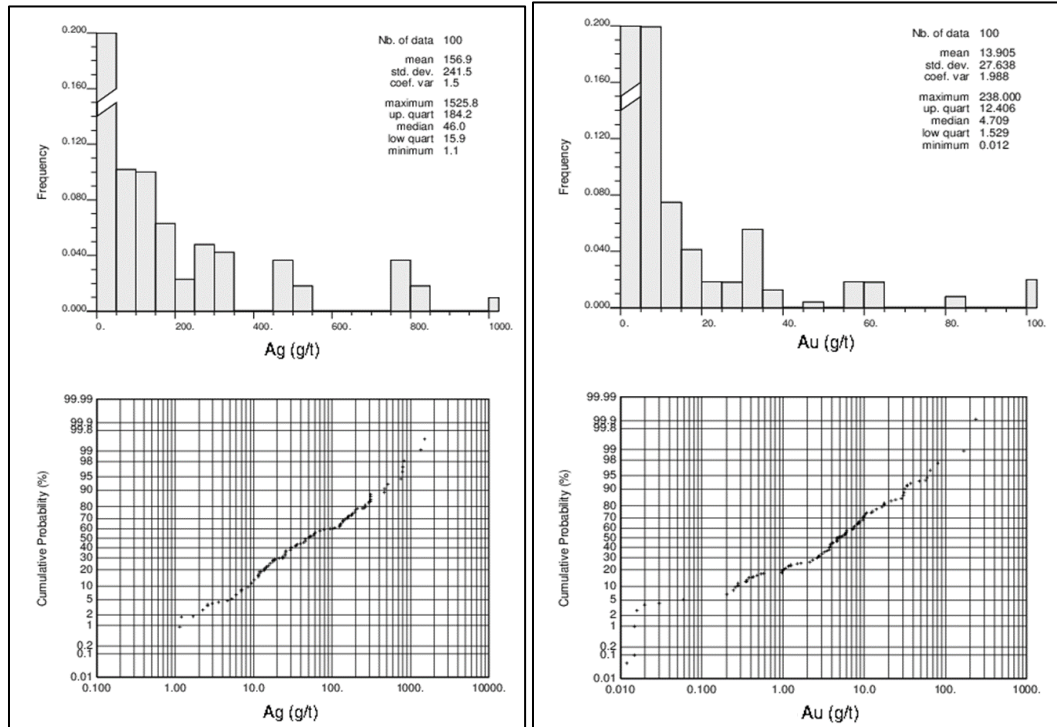 0.200
0.160
0.120
0.080
0.040
0.000
Frequency
Nb. of data 100
mean 156.9
std. dev. 241.5
coef. var 1.5
maximum 1525.8
up. quart 184.2
median 46.0
low quart 15.9
minimum 1.1
0. 200. 400. 600. 800. 1000.
Ag (g/t)
0.200
0.160
0.120
0.080
0.040
0.000
Frequency
Nb. of data 100
mean 13.905
std. dev. 27.638
coef. var 1.988
maximum 238.000
up. quart 12.406
median 4.709
low quart 1.529
minimum 0.012
0. 20. 40. 60. 80. 100.
Au (g/t)
99.99
99.9
99.8
99
98
95
90
80
70
60
50
40
30
20
10
5
2
1
0.2
0.1
0.01
Cumulative Probability (%)
0.100 1.00 10.0 100.0 1000. 10000.
Ag (g/t)
99.99
99.9
99.8
99
98
95
90
80
70
60
50
40
30
20
10
5
2
1
0.2
0.1
0.01
Cumulative Probability (%)
0.010 0.100 1.00 10.0 100. 1000.
Au (g/t)